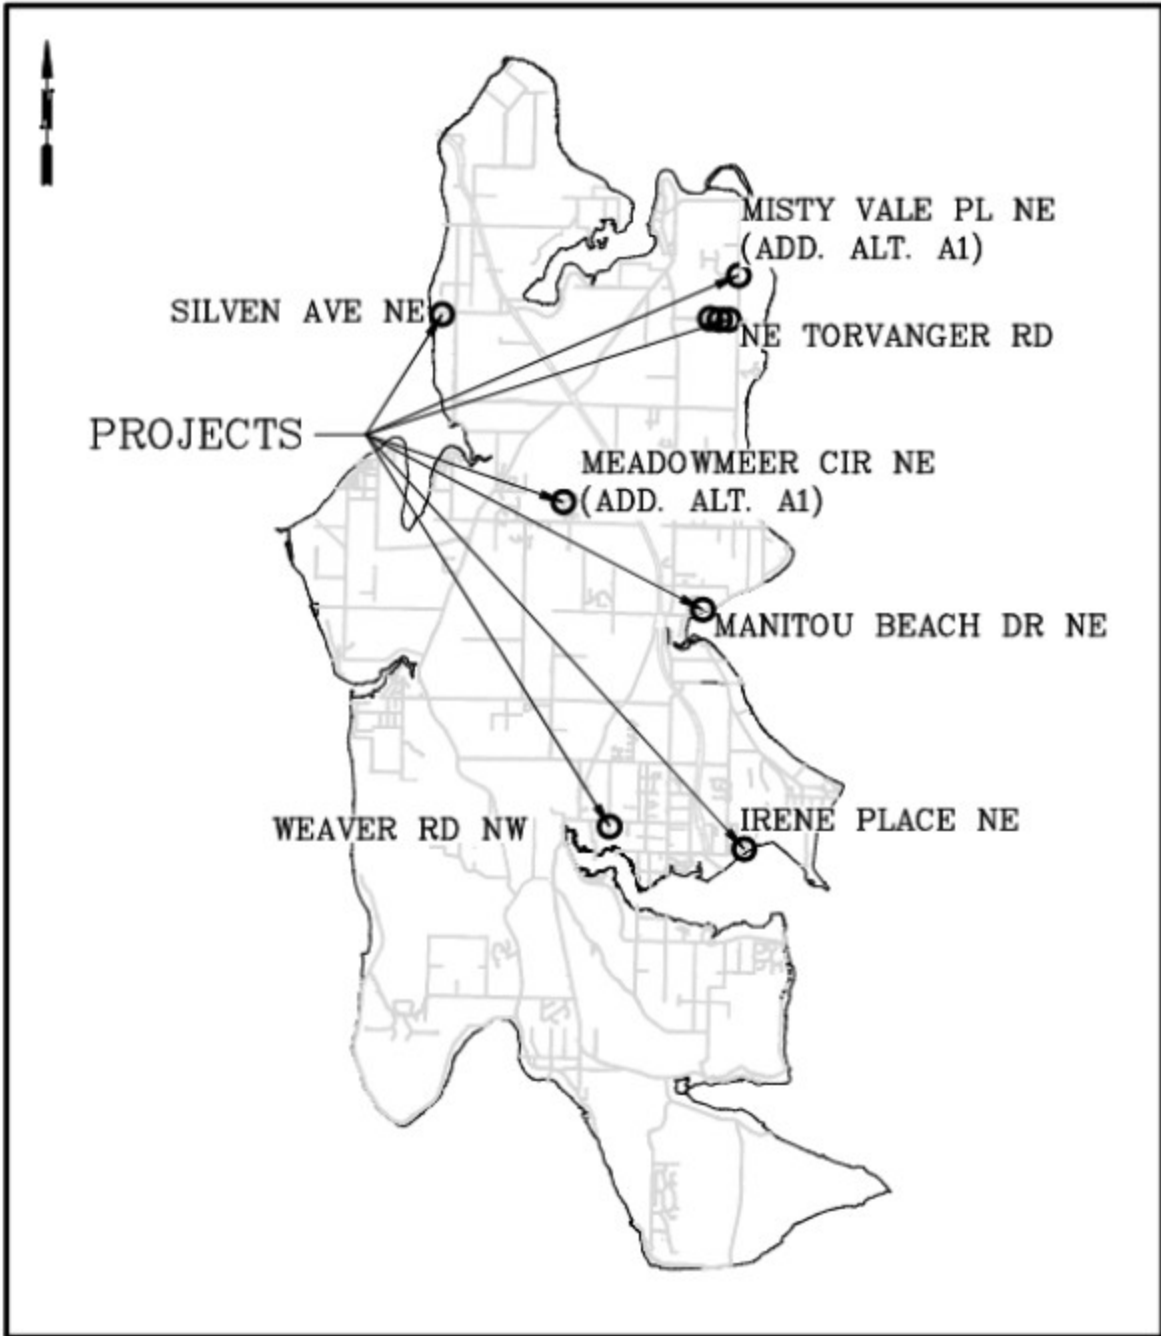 N
MISTY VALE PL NE
(ADD. ALT. A1)
SILVEN AVE NE
NE TORVANGER RD
PROJECTS
MEADOWMEER CIR NE
(ADD. ALT. A1)
MANITOU BEACH DR NE
WEAVER RD NW
IRENE PLACE NE